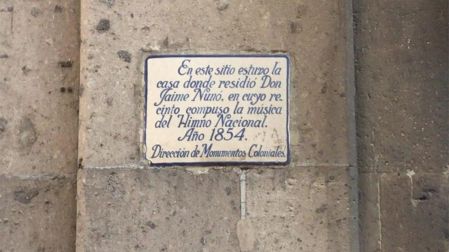 En este sitio estuvo la
casa donde residió Don
Jaime Nunó, en cuyo re
cinto compuso la música
del Himno Nacional.
Año 1854.
Dirección de Monumentos Coloniales.